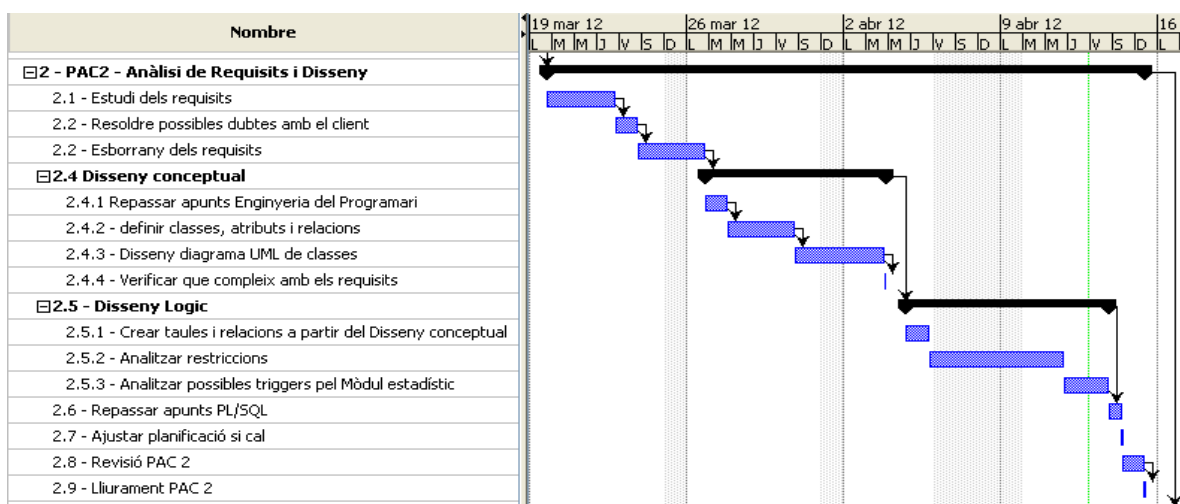 Nombre
19 mar 12 26 mar 12 2 abr 12 9 abr 12 16
L M M J V S D L M M J V S D L M M J V S D L M M J V S D L
2 - PAC2 - Anàlisi de Requisits i Disseny
2.1 - Estudi dels requisits
2.2 - Resoldre possibles dubtes amb el client
2.2 - Esborrany dels requisits
2.4 Disseny conceptual
2.4.1 Repassar apunts Enginyeria del Programari
2.4.2 - definir classes, atributs i relacions
2.4.3 - Disseny diagrama UML de classes
2.4.4 - Verificar que compleix amb els requisits
2.5 - Disseny Logic
2.5.1 - Crear taules i relacions a partir del Disseny conceptual
2.5.2 - Analitzar restriccions
2.5.3 - Analitzar possibles triggers pel Mòdul estadístic
2.6 - Repassar apunts PL/SQL
2.7 - Ajustar planificació si cal
2.8 - Revisió PAC 2
2.9 - Lliurament PAC 2